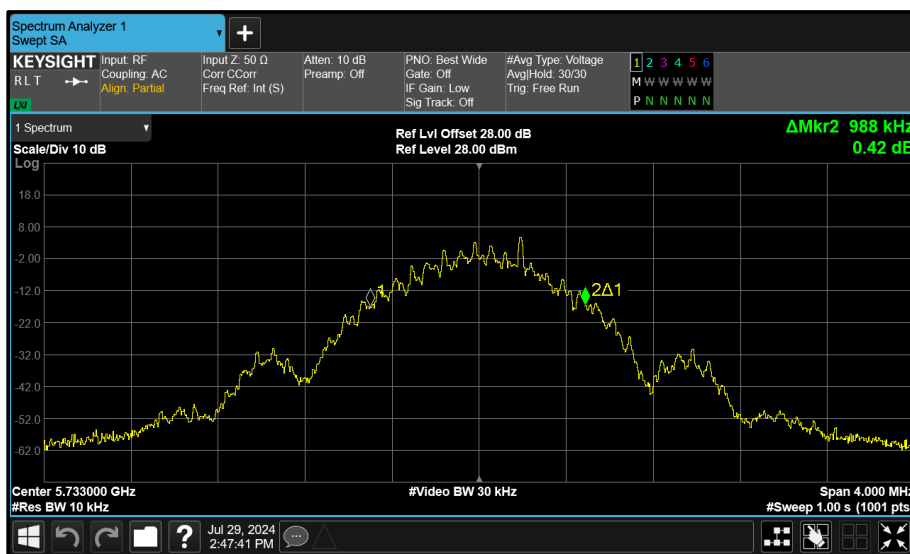 Spectrum Analyzer 1
Swept SA
+
KEYSIGHT
RLT
LXI
Input: RF
Coupling: AC
Align: Partial
Input Z: 50 Ω
Corr CCorr
Freq Ref: Int (S)
Atten: 10 dB
Preamp: Off
PNO: Best Wide
Gate: Off
IF Gain: Low
Sig Track: Off
#Avg Type: Voltage
Avg|Hold: 30/30
Trig: Free Run
1 2 3 4 5 6
M W W W W W
P N N N N N
1 Spectrum
Scale/Div 10 dB
Log
Ref Lvl Offset 28.00 dB
Ref Level 28.00 dBm
ΔMkr2 988 kHz
0.42 dB
18.0
8.00
-2.00
-12.0
-22.0
-32.0
-42.0
-52.0
-62.0
1
2Δ1
Center 5.733000 GHz
#Res BW 10 kHz
#Video BW 30 kHz
Span 4.000 MHz
#Sweep 1.00 s (1001 pts)
?
Jul 29, 2024
2:47:41 PM